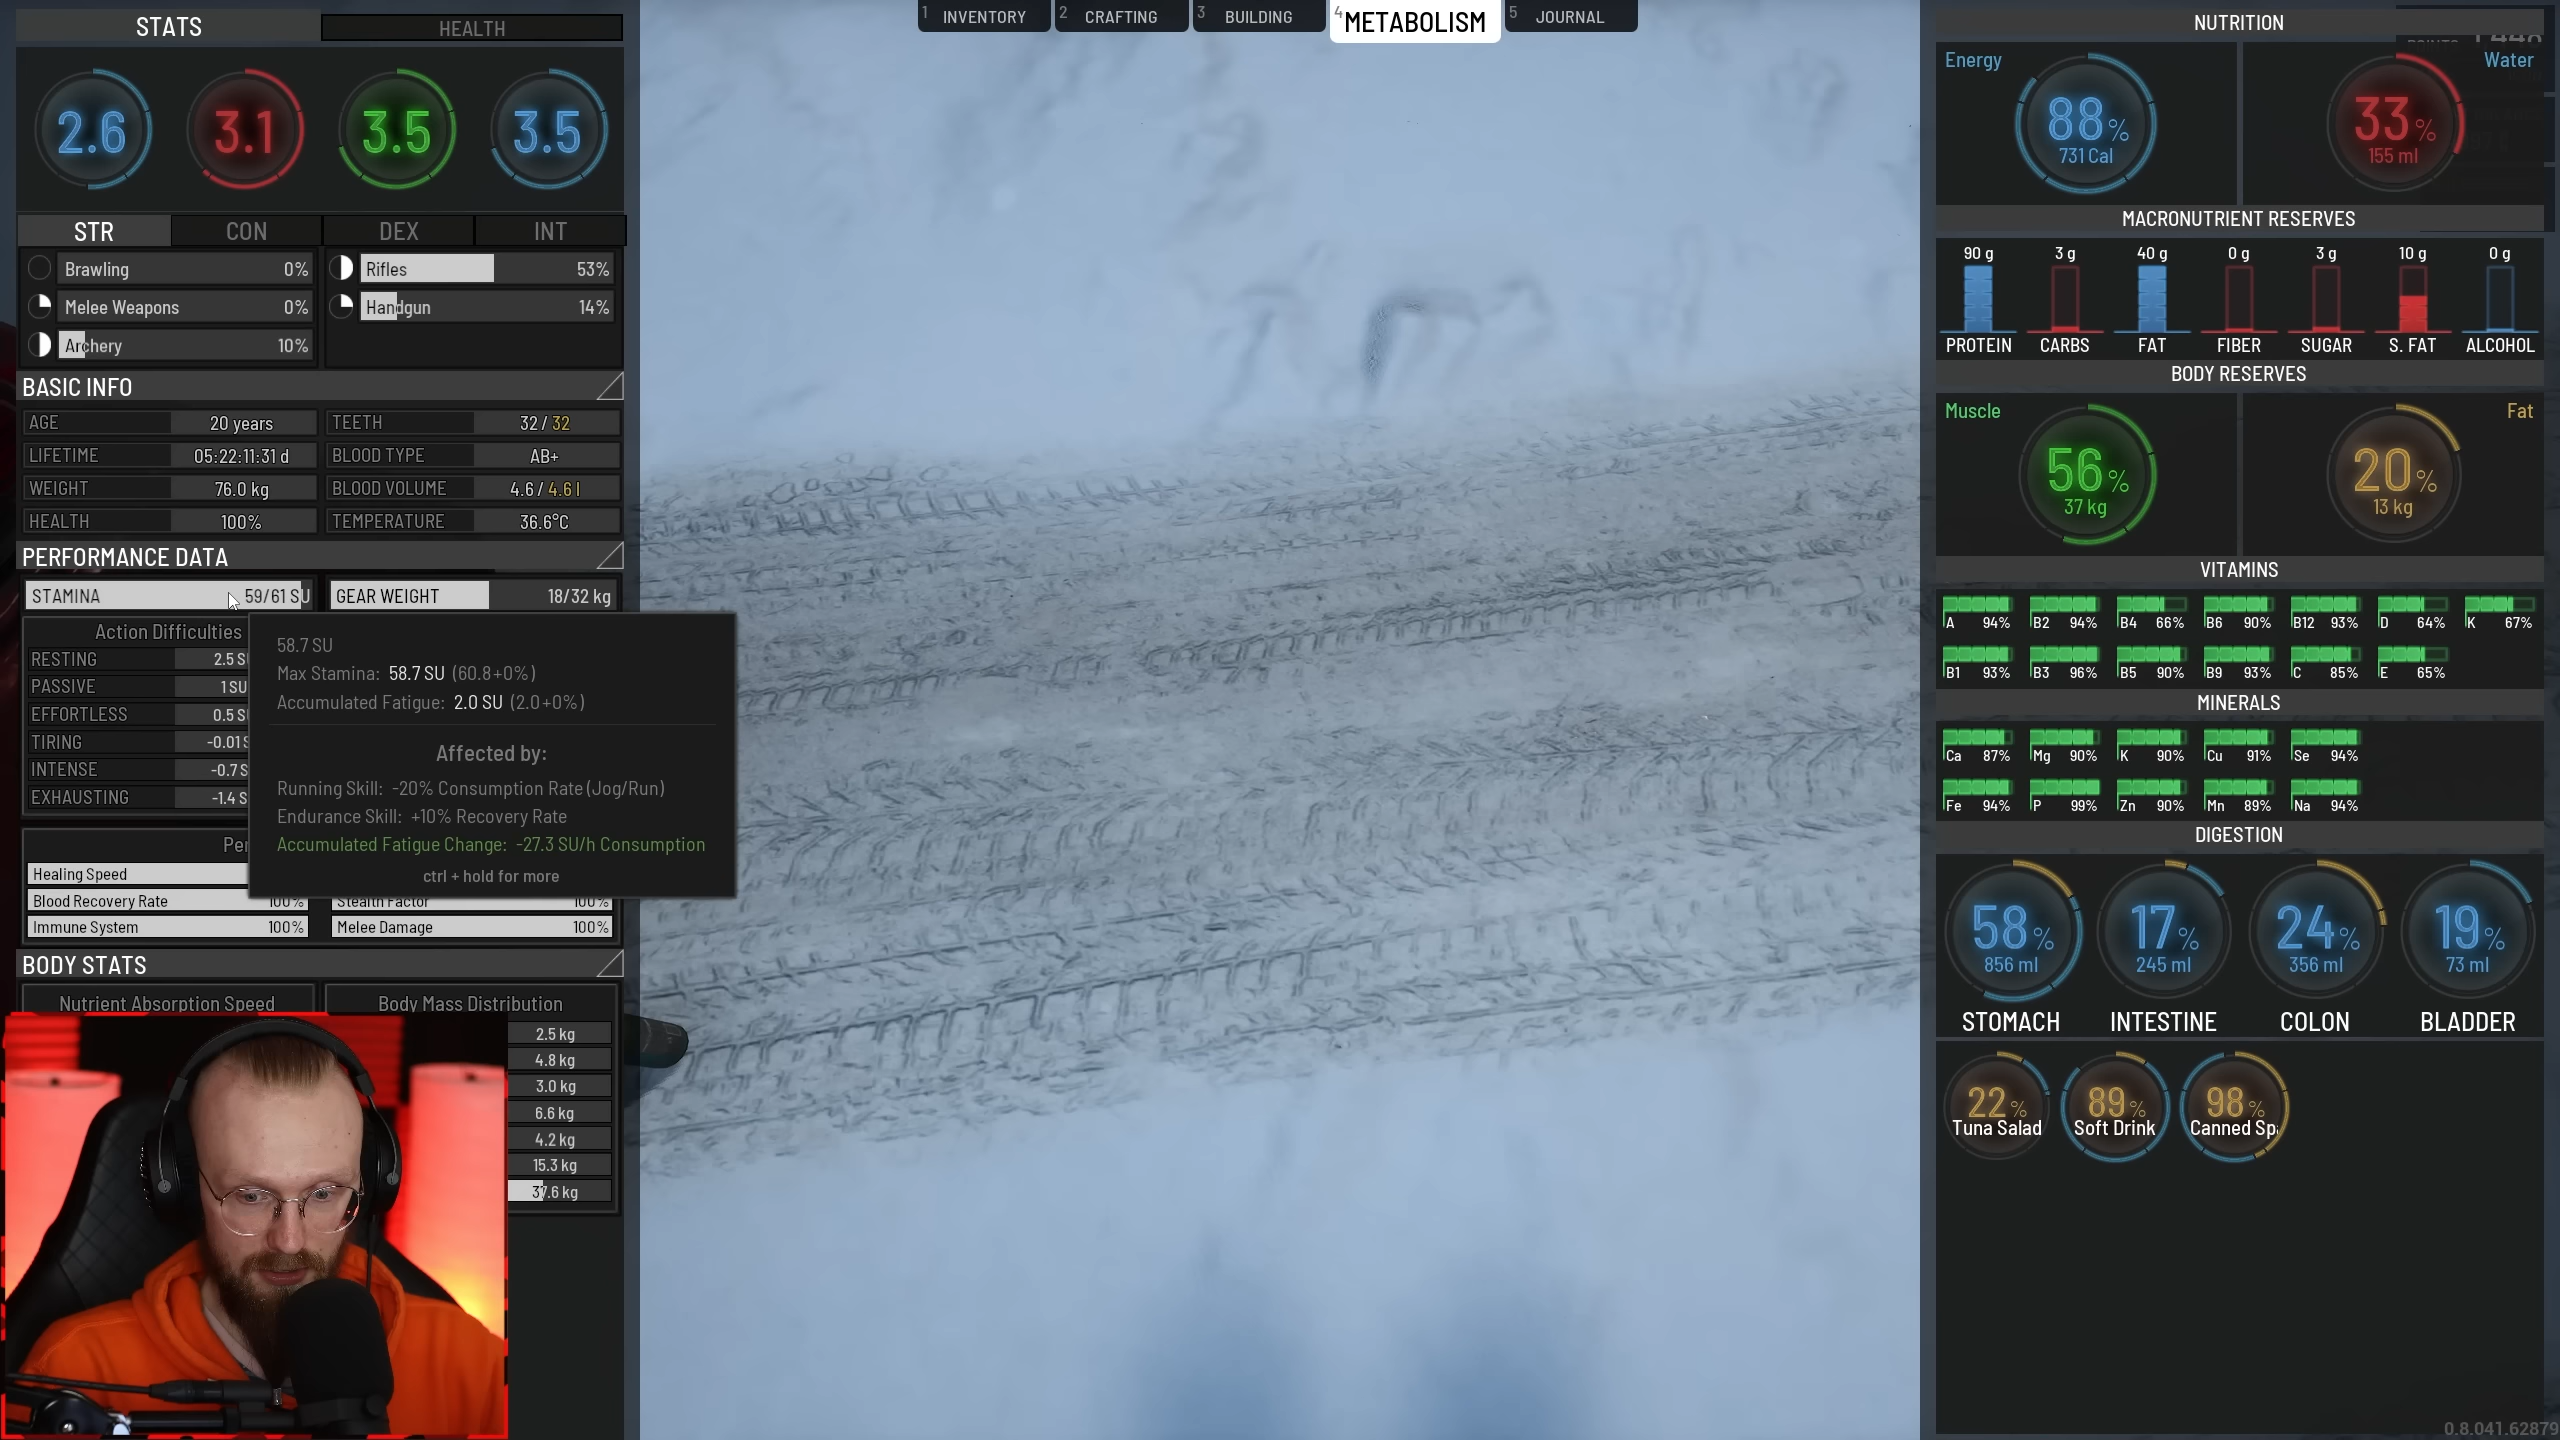 STATS
HEALTH
1 INVENTORY
2 CRAFTING
3 BUILDING
4 METABOLISM
5 JOURNAL
2.6
3.1
3.5
3.5
STR
CON
DEX
INT
Brawling 0%
Rifles 53%
Melee Weapons 0%
Handgun 14%
Archery 10%
BASIC INFO
AGE 20 years
TEETH 32 / 32
LIFETIME 05:22:11:31 d
BLOOD TYPE AB+
WEIGHT 76.0 kg
BLOOD VOLUME 4.6 / 4.6 l
HEALTH 100%
TEMPERATURE 36.6°C
PERFORMANCE DATA
STAMINA 59/61 SU
GEAR WEIGHT 18/32 kg
Action Difficulties
RESTING 2.5 S
PASSIVE 1 SU
EFFORTLESS 0.5 S
TIRING -0.01 S
INTENSE -0.7 S
EXHAUSTING -1.4 S
58.7 SU
Max Stamina: 58.7 SU (60.8+0%)
Accumulated Fatigue: 2.0 SU (2.0+0%)
Affected by:
Running Skill: -20% Consumption Rate (Jog/Run)
Endurance Skill: +10% Recovery Rate
Accumulated Fatigue Change: -27.3 SU/h Consumption
ctrl + hold for more
Per
Healing Speed
Blood Recovery Rate 100%
Stealth Factor 100%
Immune System 100%
Melee Damage 100%
BODY STATS
Nutrient Absorption Speed
Body Mass Distribution
2.5 kg
4.8 kg
3.0 kg
6.6 kg
4.2 kg
15.3 kg
37.6 kg
NUTRITION
Energy
88%
731 Cal
Water
33%
155 ml
MACRONUTRIENT RESERVES
90 g 3 g 40 g 0 g 3 g 10 g 0 g
PROTEIN CARBS FAT FIBER SUGAR S. FAT ALCOHOL
BODY RESERVES
Muscle
56%
37 kg
Fat
20%
13 kg
VITAMINS
A 94% B2 94% B4 66% B6 90% B12 93% D 64% K 67%
B1 93% B3 96% B5 90% B9 93% C 85% E 65%
MINERALS
Ca 87% Mg 90% K 90% Cu 91% Se 94%
Fe 94% P 99% Zn 90% Mn 89% Na 94%
DIGESTION
58% 17% 24% 19%
856 ml 245 ml 356 ml 73 ml
STOMACH INTESTINE COLON BLADDER
22% 89% 98%
Tuna Salad Soft Drink Canned Sp
0.8.041.62879